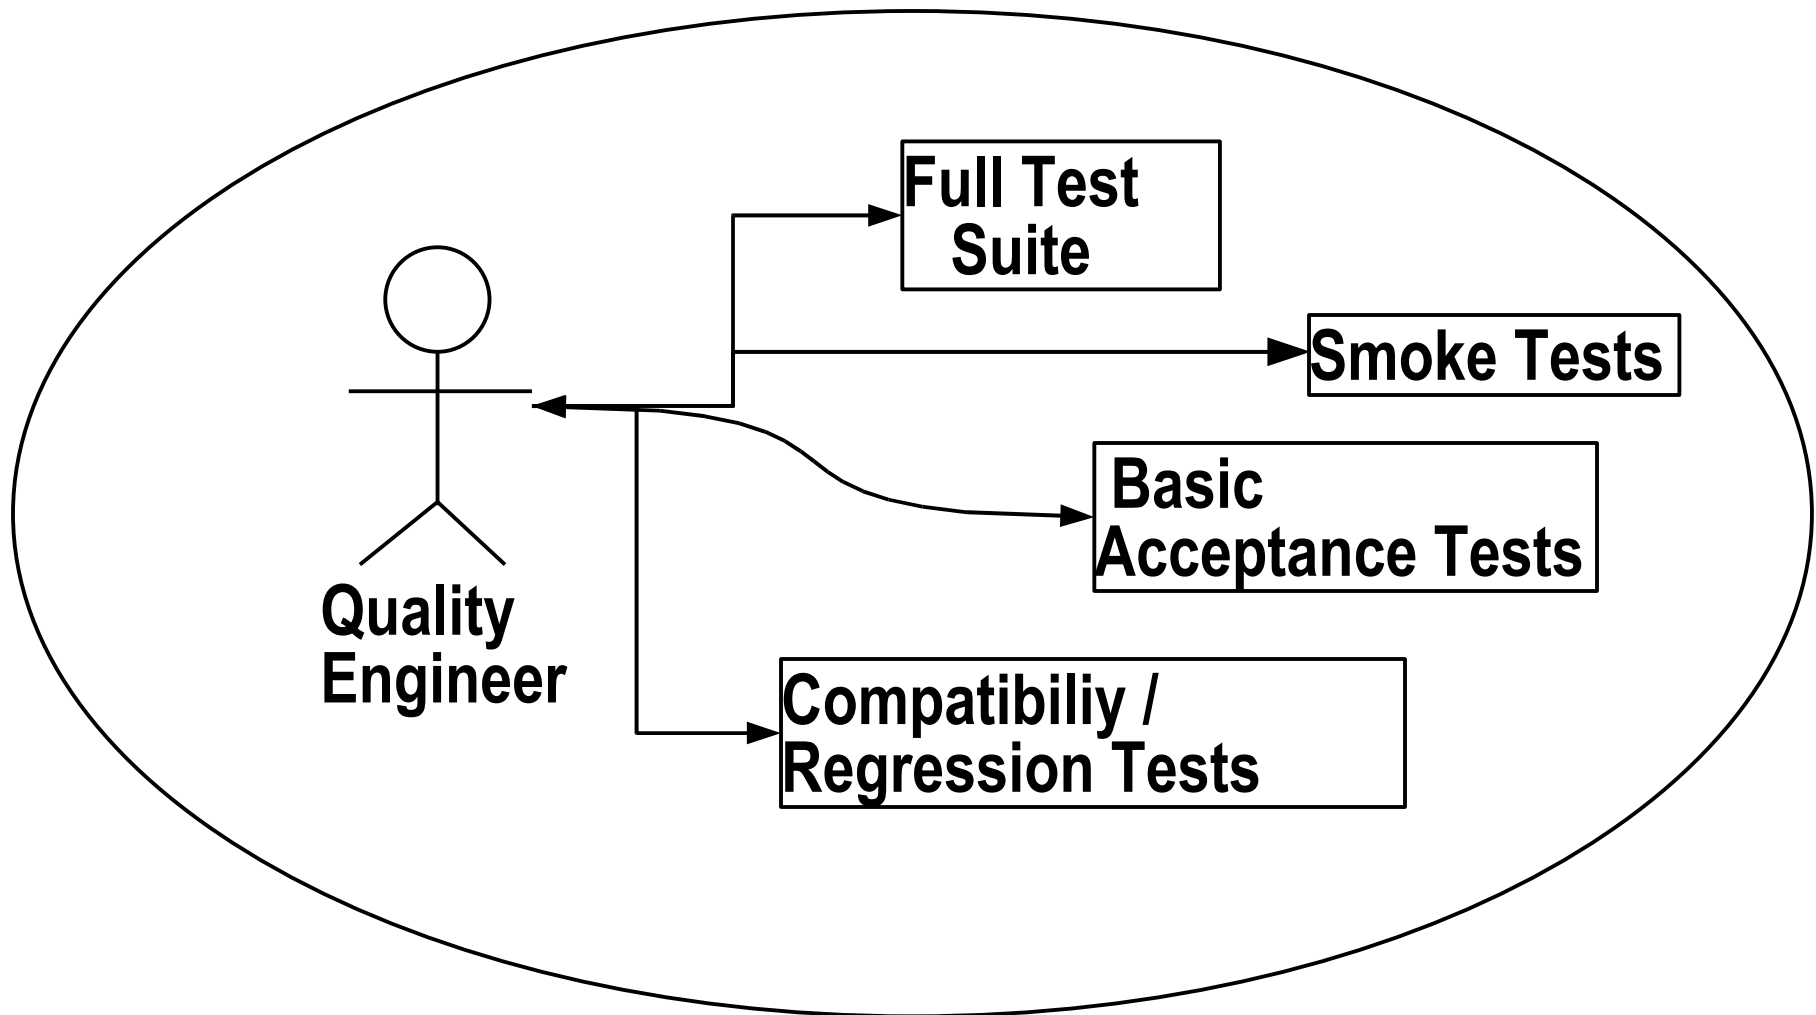 Full Test
Suite
Smoke Tests
Basic
Acceptance Tests
Quality
Engineer
Compatibiliy /
Regression Tests